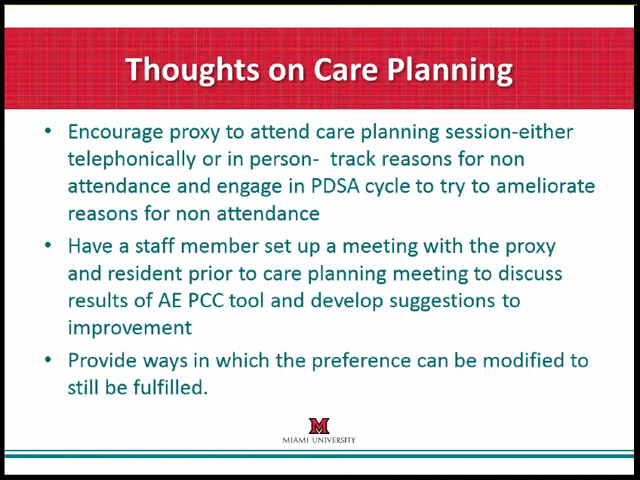 Thoughts on Care Planning
• Encourage proxy to attend care planning session-either
telephonically or in person- track reasons for non
attendance and engage in PDSA cycle to try to ameliorate
reasons for non attendance
• Have a staff member set up a meeting with the proxy
and resident prior to care planning meeting to discuss
results of AE PCC tool and develop suggestions to
improvement
• Provide ways in which the preference can be modified to
still be fulfilled.
M
MIAMI UNIVERSITY